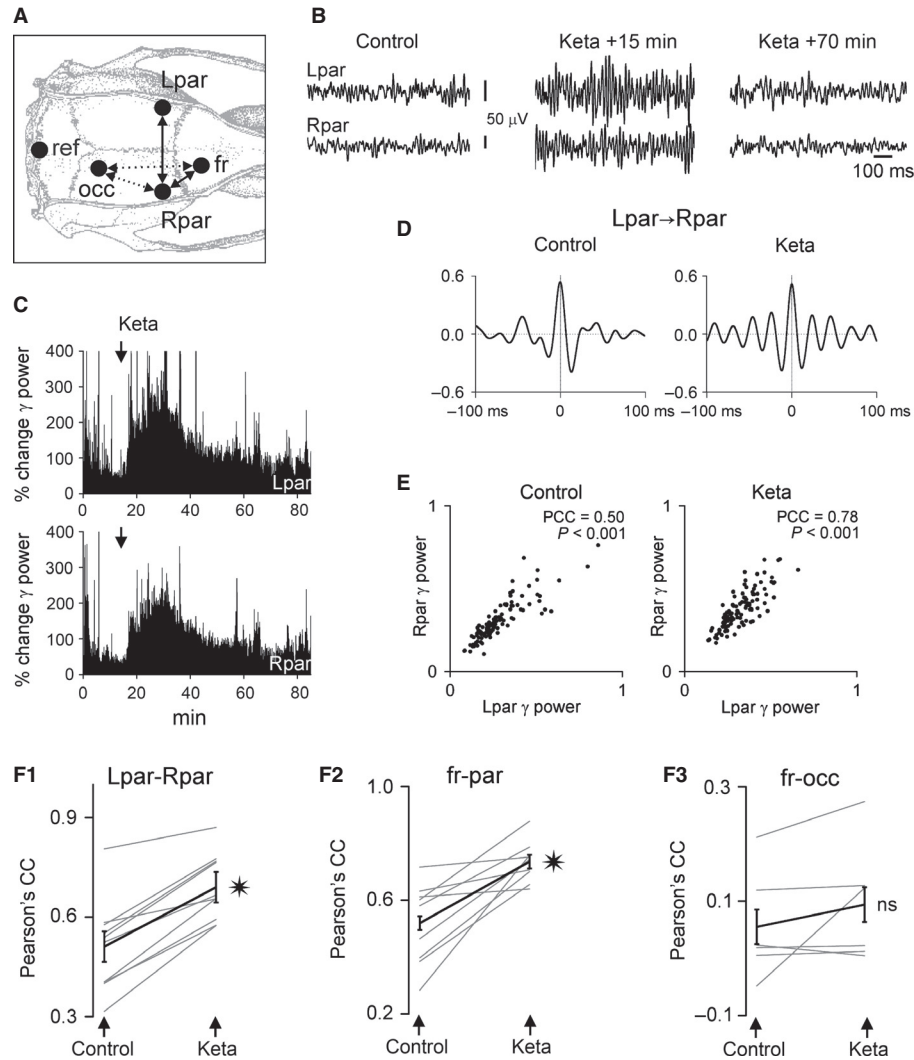 A
Lpar
ref
fr
occ
Rpar
B
Control
Keta +15 min
Keta +70 min
Lpar
50 μV
Rpar
100 ms
C
Keta
% change γ power
400
300
200
100
0
Lpar
0 20 40 60 80
% change γ power
400
300
200
100
0
Rpar
0 20 40 60 80
min
D
Lpar→Rpar
Control
Keta
0.6
0.0
−0.6
−100 ms 0 100 ms
0.6
0.0
−0.6
−100 ms 0 100 ms
E
Control
PCC = 0.50
P < 0.001
Rpar γ power
1
0
0 1
Lpar γ power
Keta
PCC = 0.78
P < 0.001
Rpar γ power
1
0
0 1
Lpar γ power
F1
Lpar-Rpar
Pearson's CC
0.9
0.6
0.3
Control Keta
F2
fr-par
Pearson's CC
1.0
0.6
0.2
Control Keta
F3
fr-occ
Pearson's CC
0.3
0.1
−0.1
ns
Control Keta